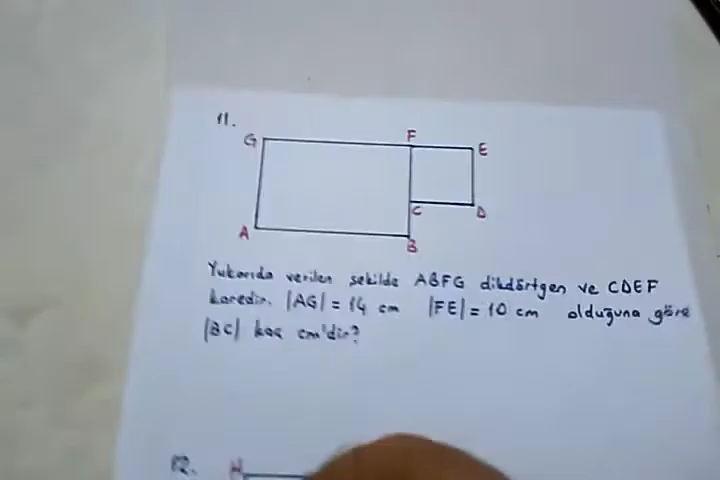 11.
G F E
C D
A B
Yukarıda verilen şekilde ABFG dikdörtgen ve CDEF
karedir. |AG| = 14 cm |FE| = 10 cm olduğuna göre
|BC| kaç cm'dir?
12. H